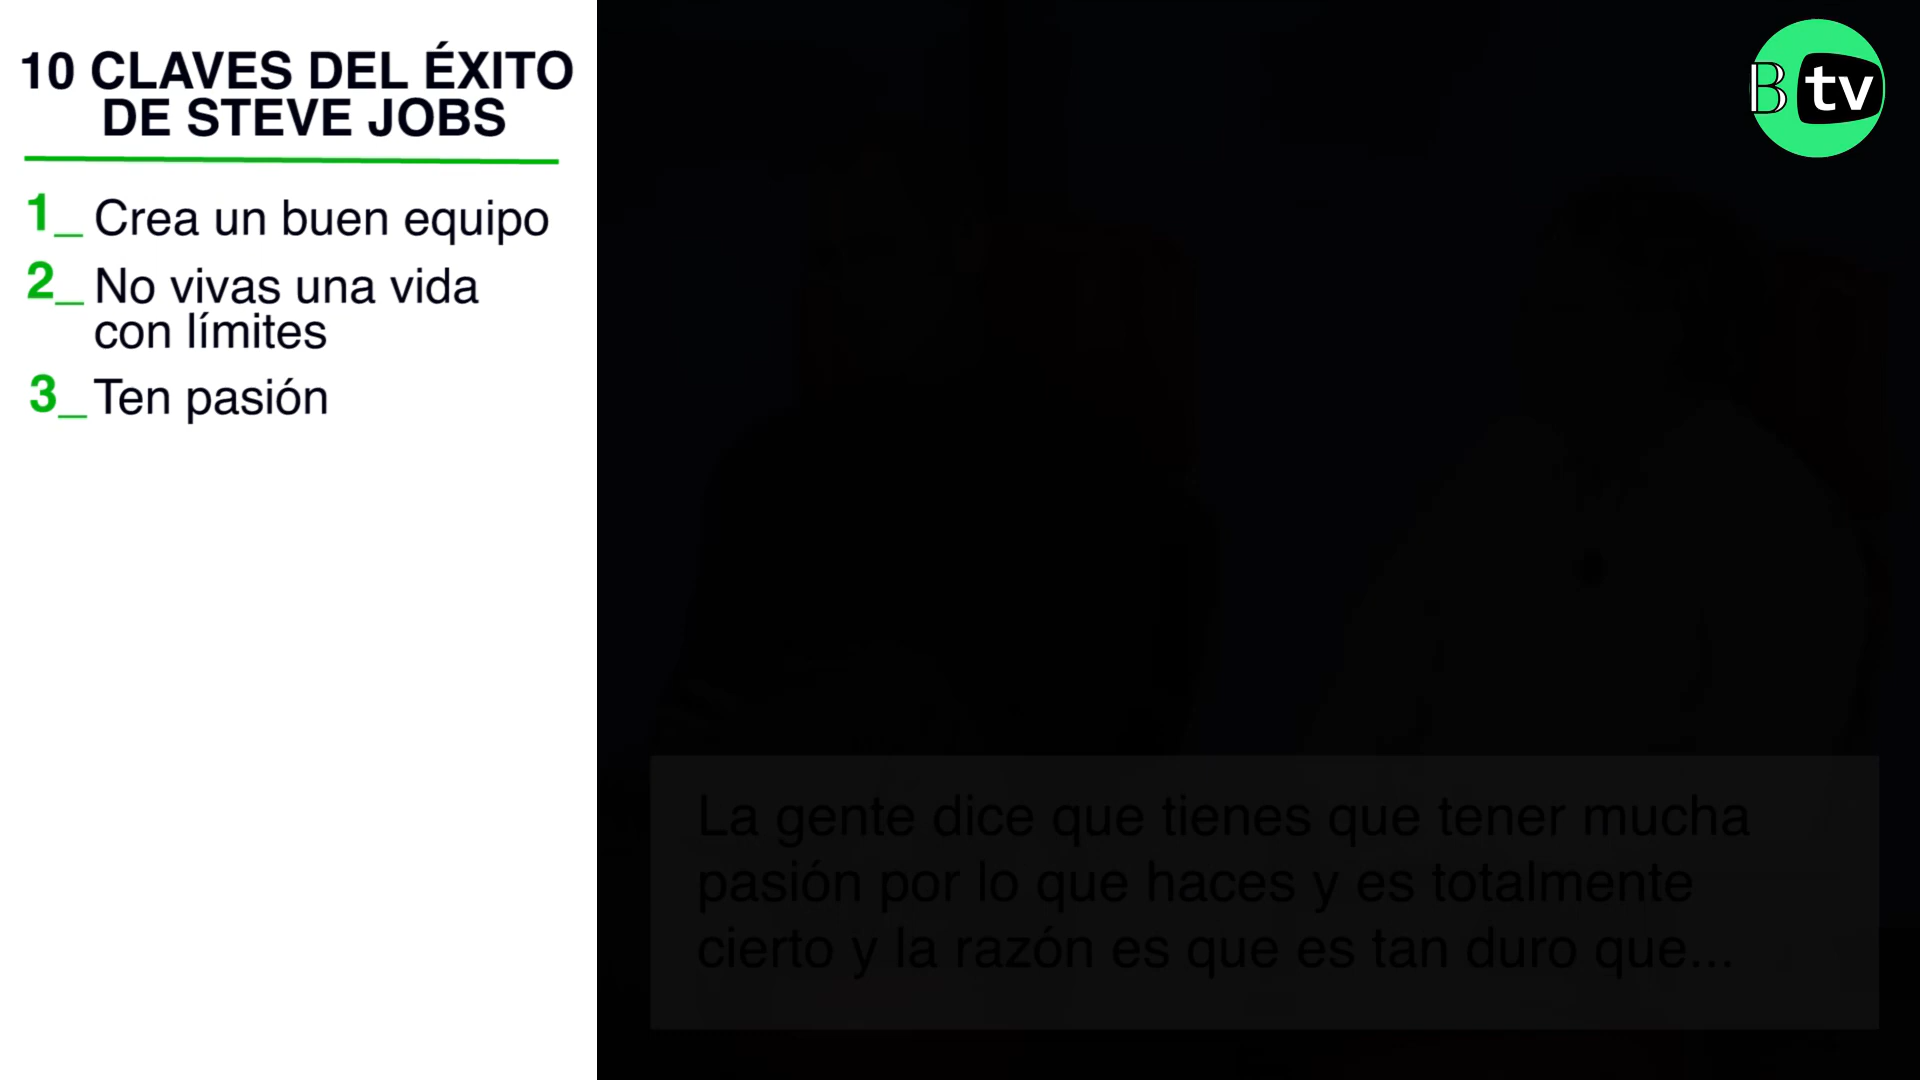 10 CLAVES DEL ÉXITO
DE STEVE JOBS
1_ Crea un buen equipo
2_ No vivas una vida
con límites
3_ Ten pasión
B tv
La gente dice que tienes que tener mucha
pasión por lo que haces y es totalmente
cierto y la razón es que es tan duro que...